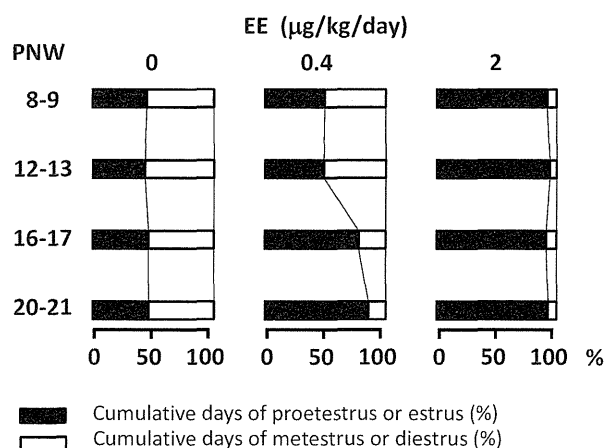 EE (µg/kg/day)
PNW
0 0.4 2
8-9
12-13
16-17
20-21
0 50 100 0 50 100 0 50 100 %
Cumulative days of proetestrus or estrus (%)
Cumulative days of metestrus or diestrus (%)